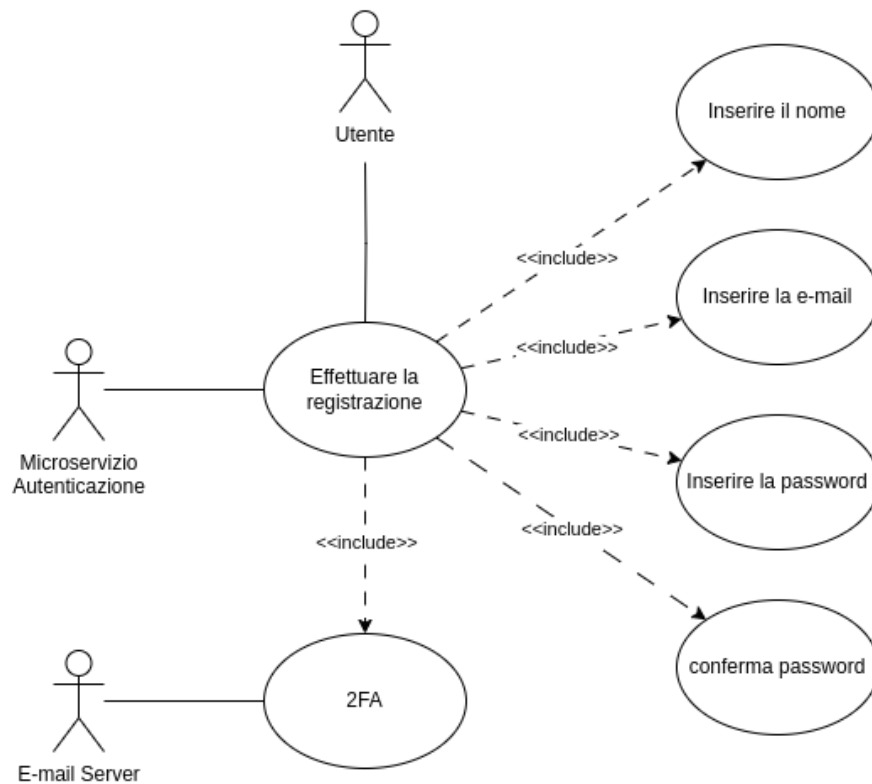 Utente
Inserire il nome
<<include>>
Inserire la e-mail
<<include>>
Effettuare la
registrazione
Microservizio
Autenticazione
<<include>>
Inserire la password
<<include>>
<<include>>
conferma password
2FA
E-mail Server